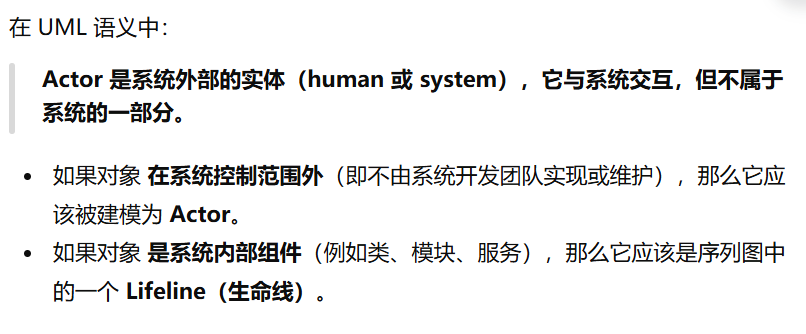 在 UML 语义中：
Actor 是系统外部的实体（human 或 system），它与系统交互，但不属于
系统的一部分。
如果对象 在系统控制范围外（即不由系统开发团队实现或维护），那么它应
该被建模为 Actor。
如果对象 是系统内部组件（例如类、模块、服务），那么它应该是序列图中
的一个 Lifeline（生命线）。